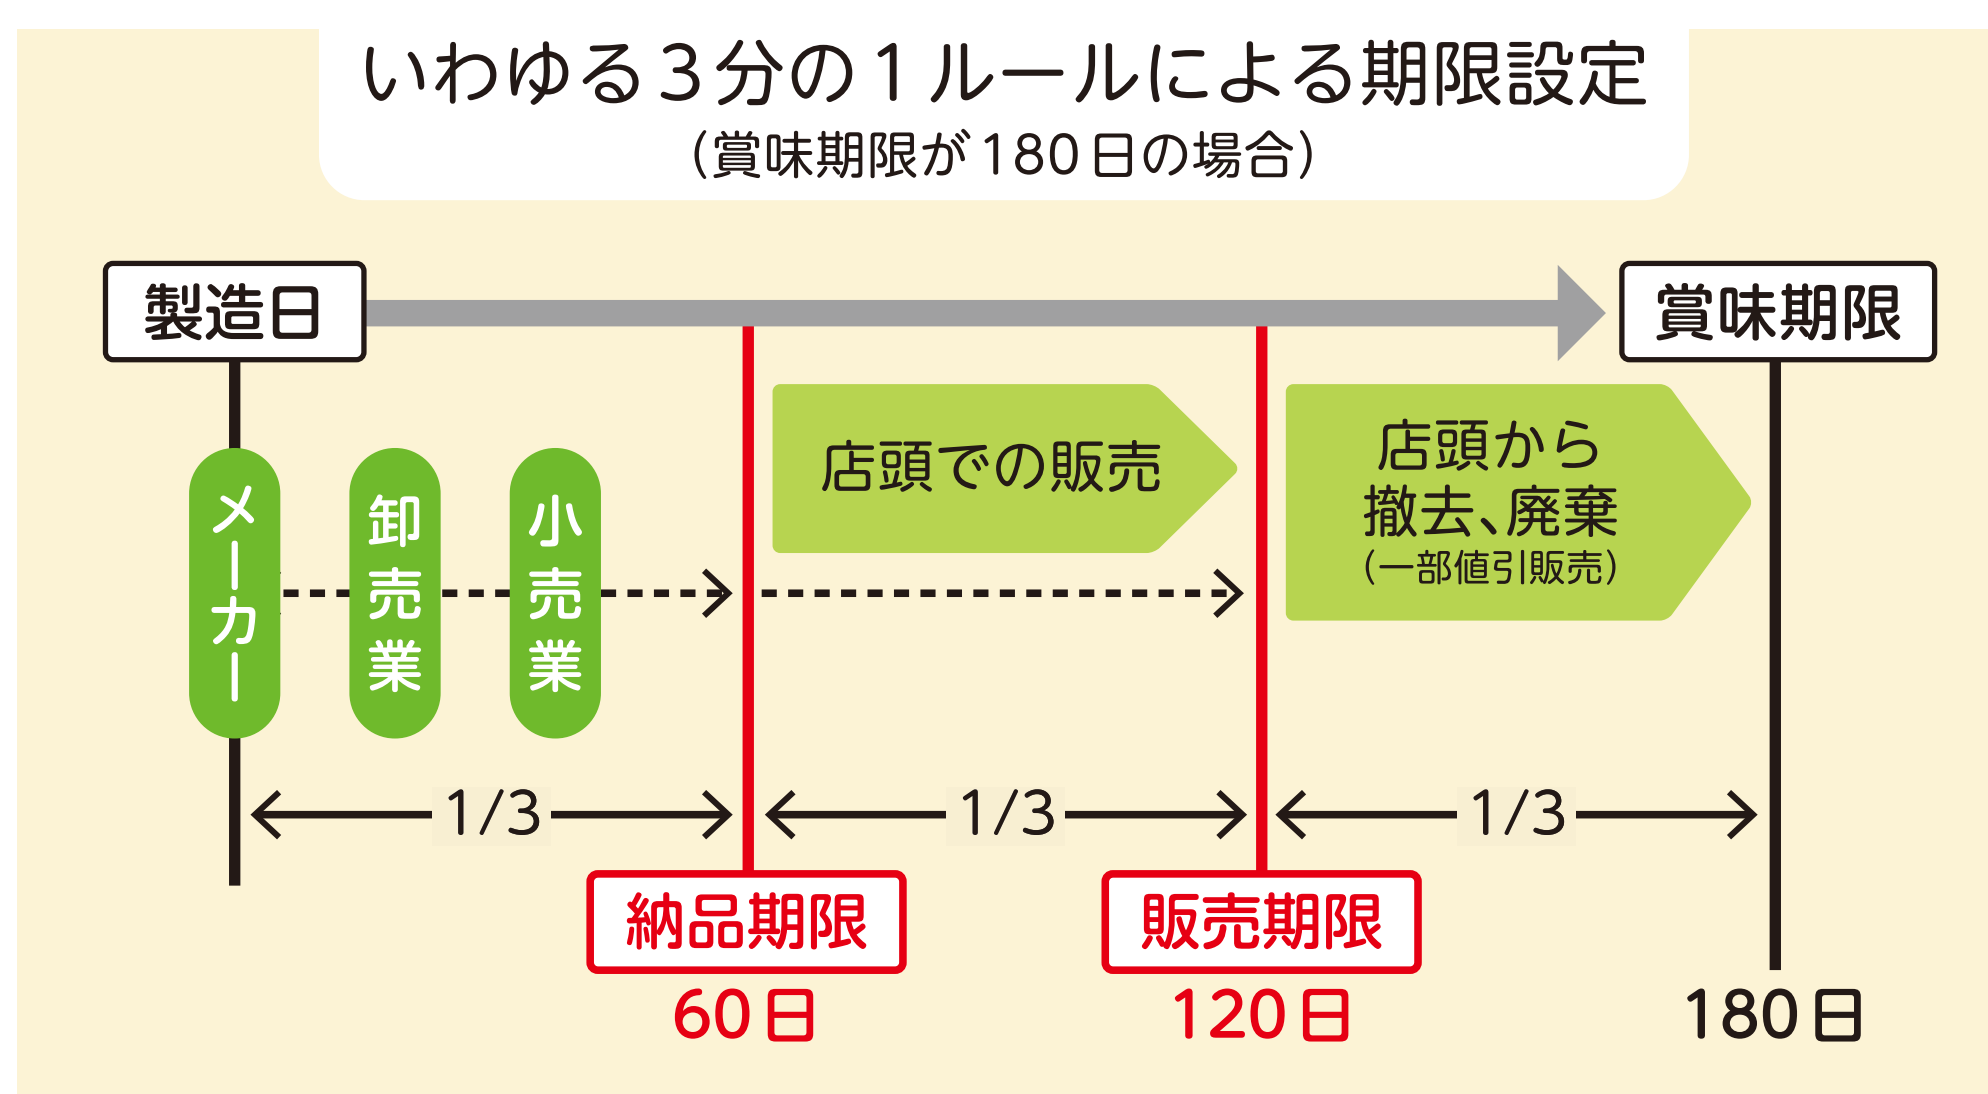 いわゆる3分の1ルールによる期限設定
(賞味期限が180日の場合)
製造日
賞味期限
店頭での販売
店頭から
撤去、廃棄
(一部値引販売)
メーカー
卸売業
小売業
1/3
1/3
1/3
納品期限
販売期限
60日
120日
180日